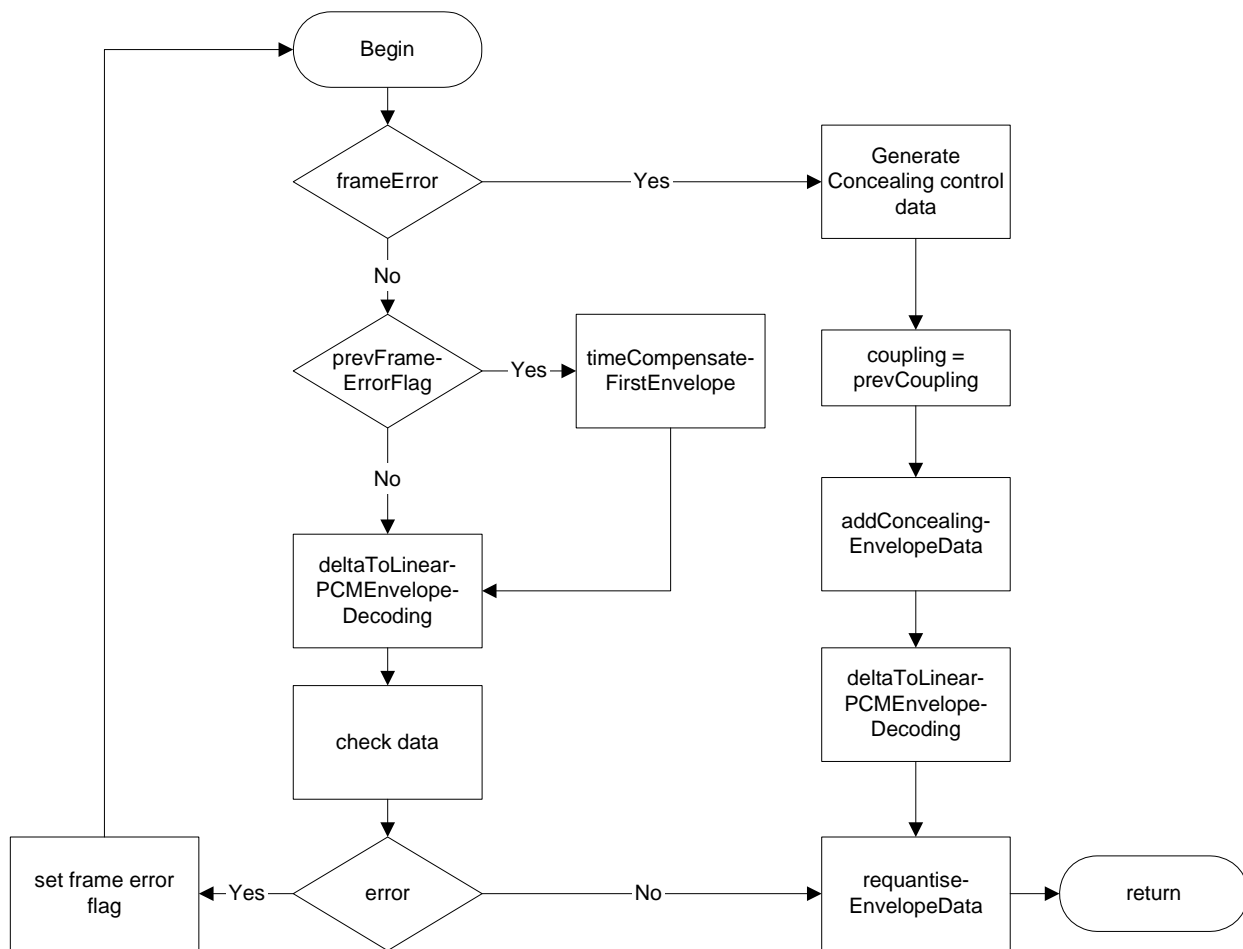 Begin
frameError
Yes
Generate
Concealing control
data
No
prevFrame-
ErrorFlag
Yes
timeCompensate-
FirstEnvelope
coupling =
prevCoupling
No
addConcealing-
EnvelopeData
deltaToLinear-
PCMEnvelope-
Decoding
deltaToLinear-
PCMEnvelope-
Decoding
check data
set frame error
flag
Yes
error
No
requantise-
EnvelopeData
return